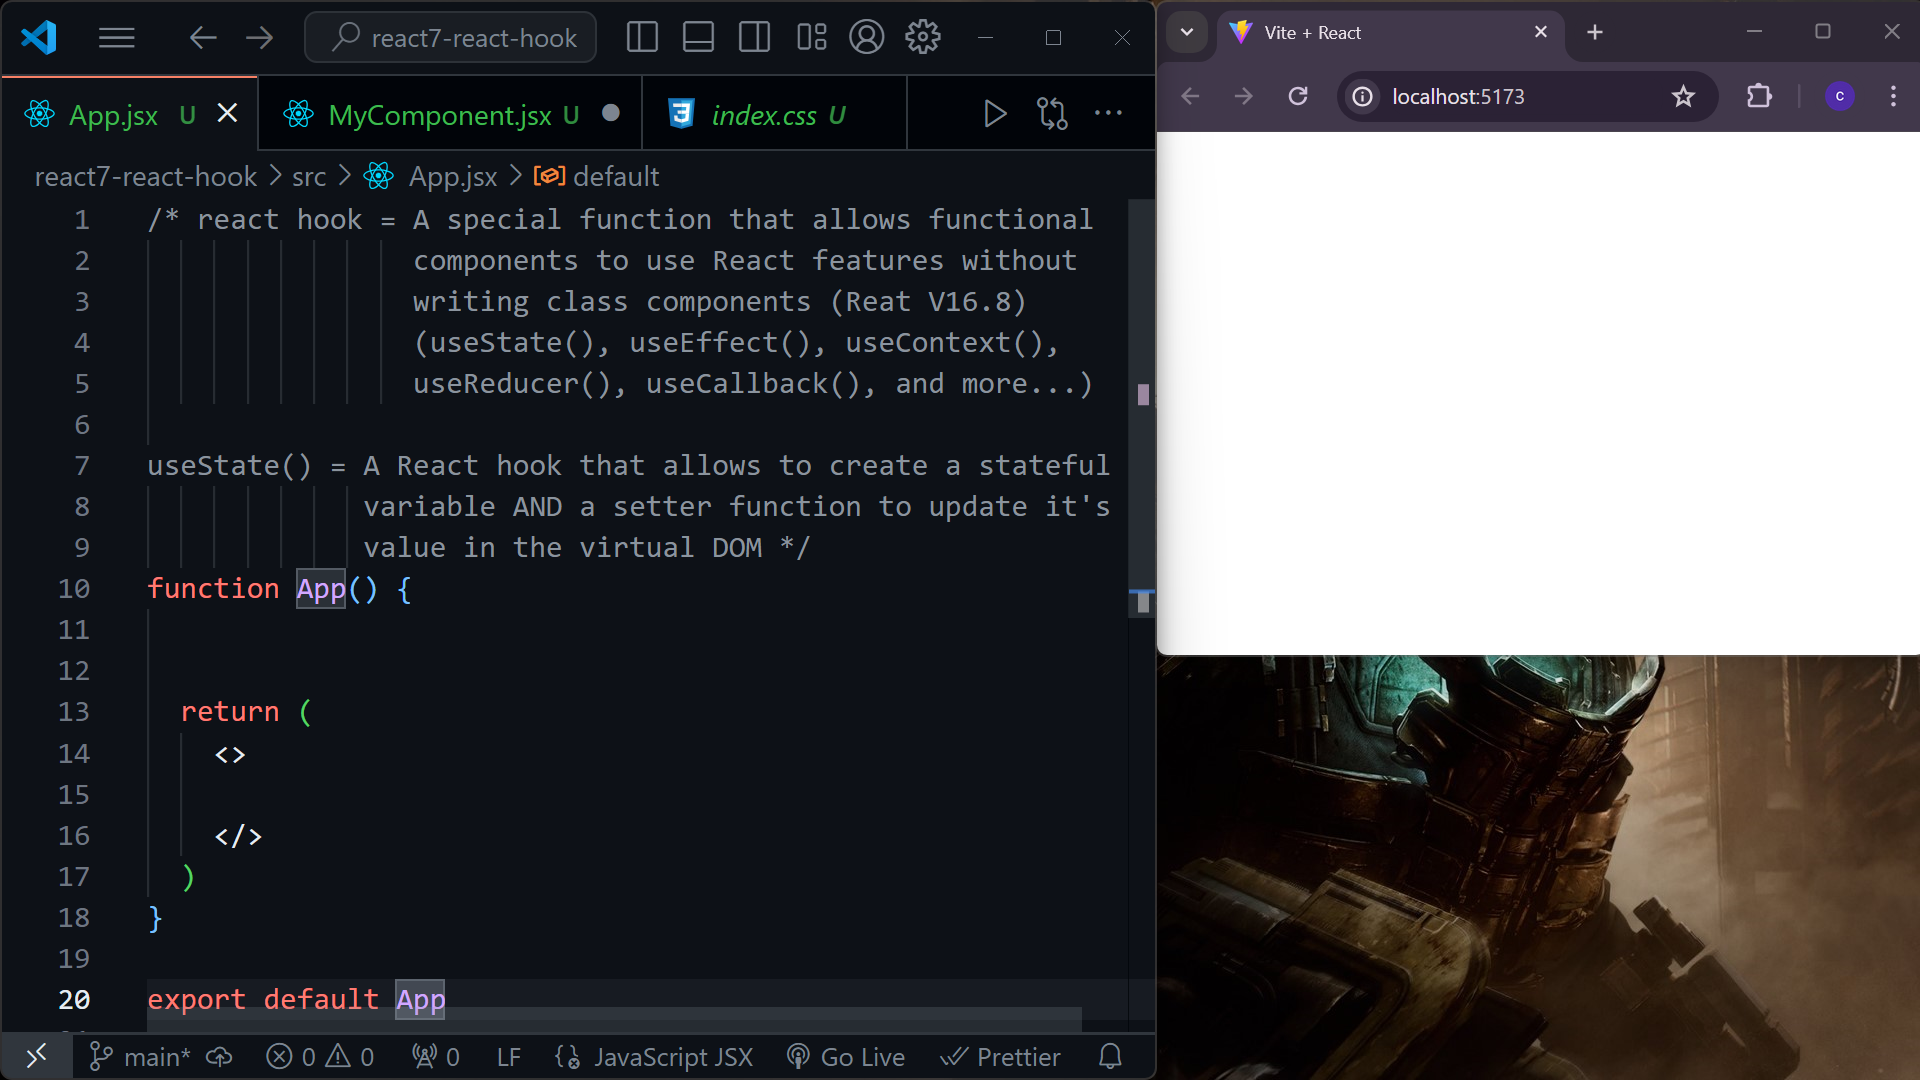 react7-react-hook
App.jsx U
MyComponent.jsx U
index.css U
react7-react-hook > src > App.jsx > default
1 /* react hook = A special function that allows functional
2 components to use React features without
3 writing class components (Reat V16.8)
4 (useState(), useEffect(), useContext(),
5 useReducer(), useCallback(), and more...)
6
7 useState() = A React hook that allows to create a stateful
8 variable AND a setter function to update it's
9 value in the virtual DOM */
10 function App() {
11
12
13 return (
14 <>
15
16 </>
17 )
18 }
19
20 export default App
main* 0 0 0 LF JavaScript JSX Go Live Prettier
Vite + React
localhost:5173
c